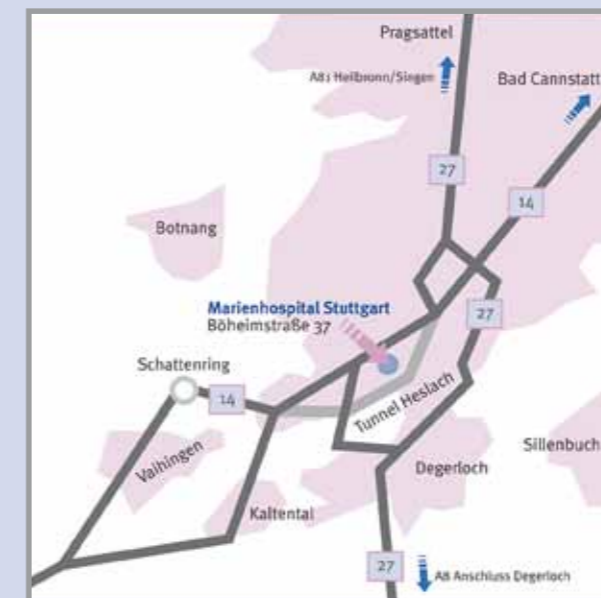 Pragsattel
A81 Heilbronn/Siegen
Bad Cannstatt
27
14
Botnang
Marienhospital Stuttgart
Böheimstraße 37
27
Schattenring
14
Tunnel Heslach
Vaihingen
Sillenbuch
Degerloch
Kaltental
27
A8 Anschluss Degerloch